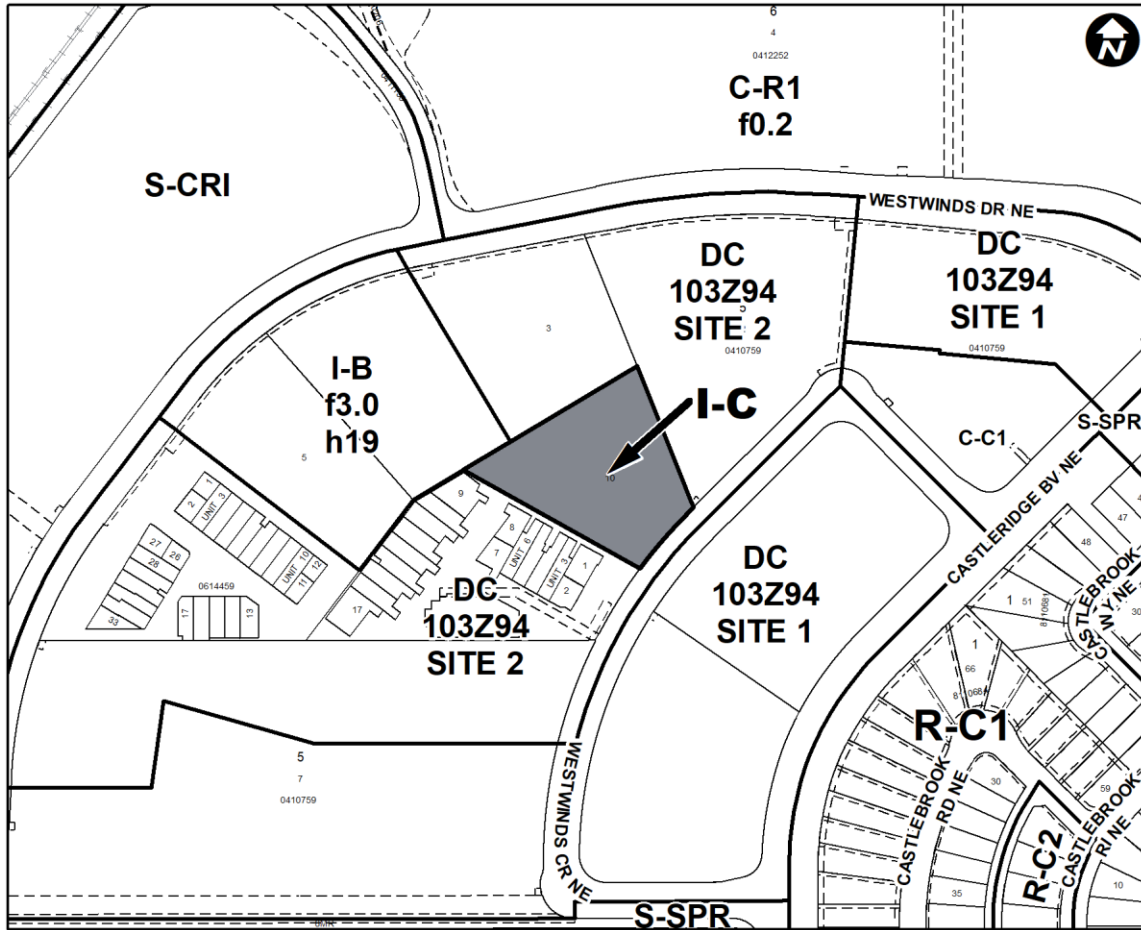 6
4
0412252
C-R1
f0.2
N
S-CRI
WESTWINDS DR NE
DC
103Z94
SITE 2
0410759
DC
103Z94
SITE 1
0410759
3
I-B
f3.0
h19
5
I-C
10
C-C1
S-SPR
CASTLERIDGE BV NE
9
8
7
UNIT 6
UNIT 3
1
2
1
2
UNIT 3
UNIT 10
11
12
27
26
28
33
0614459
17
13
17
DC
103Z94
SITE 2
DC
103Z94
SITE 1
47
48
1
51
8110681
CASTLEBROOK
WY NE
30
1
66
R-C1
CASTLEBROOK
RD NE
30
35
59
CASTLEBROOK
RI NE
R-C2
10
5
7
0410759
WESTWINDS CR NE
S-SPR